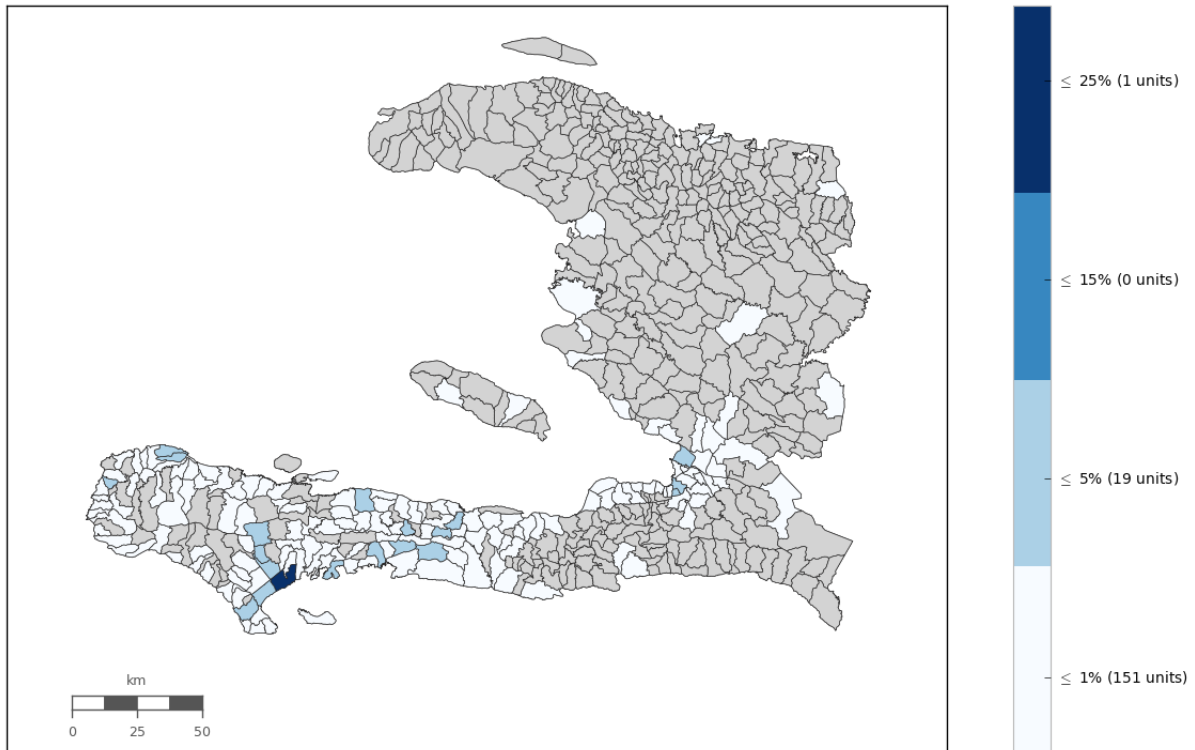 ≤ 25% (1 units)
≤ 15% (0 units)
≤ 5% (19 units)
≤ 1% (151 units)
km
0 25 50